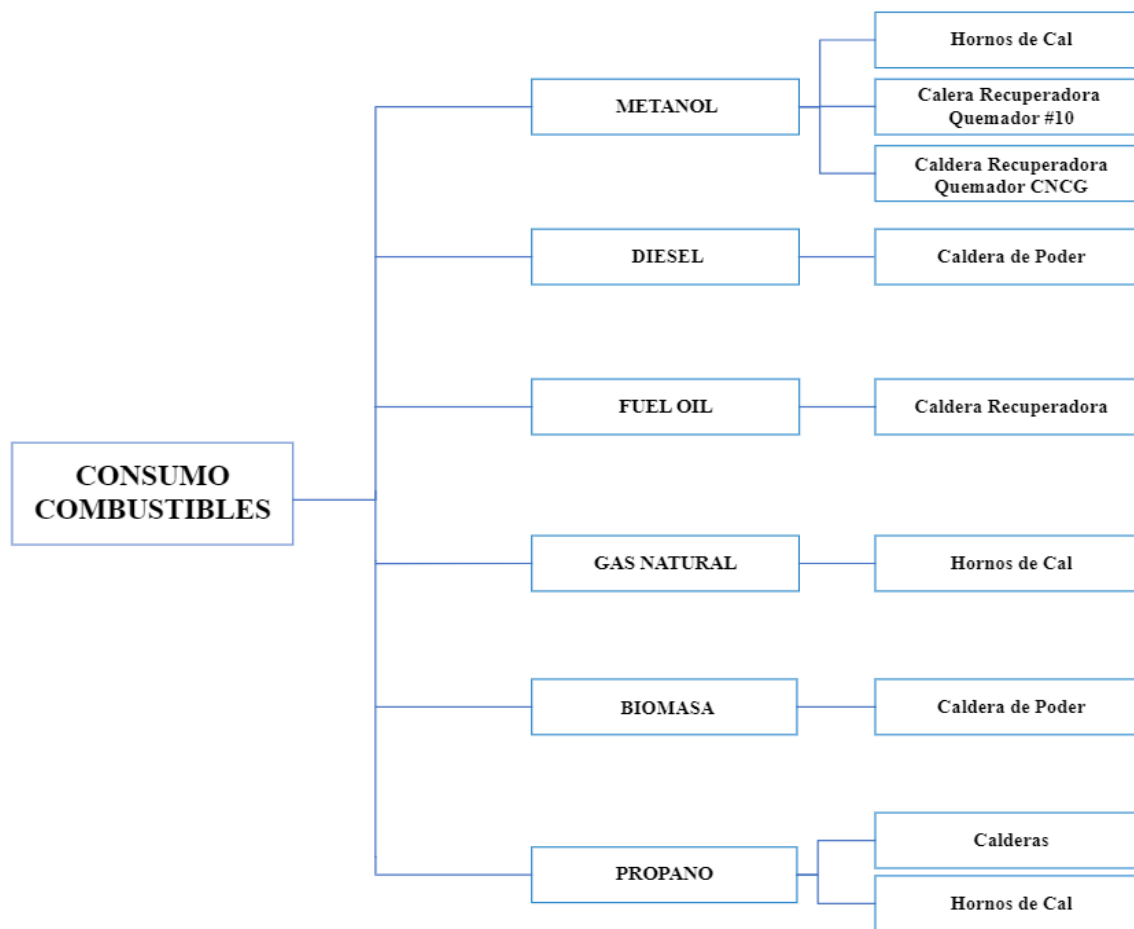 Hornos de Cal
METANOL
Calera Recuperadora
Quemador #10
Caldera Recuperadora
Quemador CNCG
DIESEL
Caldera de Poder
FUEL OIL
Caldera Recuperadora
CONSUMO
COMBUSTIBLES
GAS NATURAL
Hornos de Cal
BIOMASA
Caldera de Poder
Calderas
PROPANO
Hornos de Cal